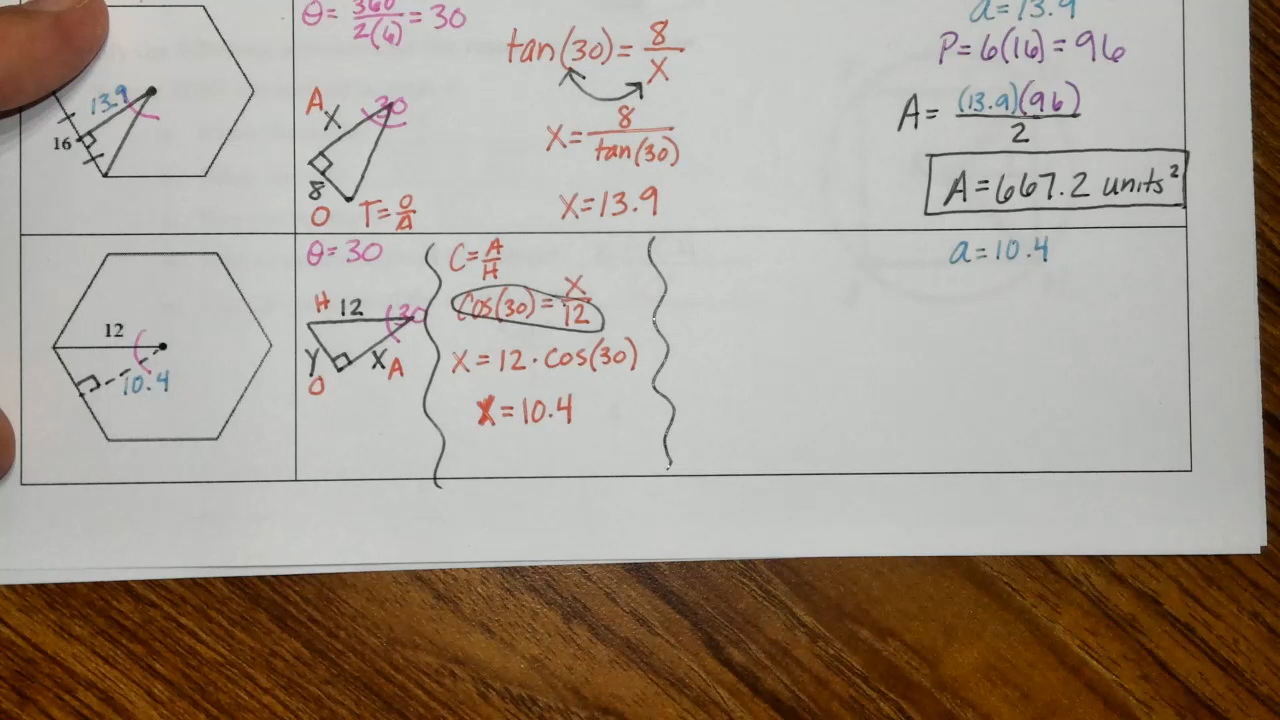 θ = 360/2(6) = 30
13.9
16
A
X
30
8
O
T = O/A
tan(30) = 8/X
X = 8/tan(30)
X = 13.9
a = 13.9
P = 6(16) = 96
A = (13.9)(96)/2
A = 667.2 units²
12
10.4
θ = 30
H 12
30
Y
X A
O
C = A/H
Cos(30) = X/12
X = 12 · cos(30)
X = 10.4
a = 10.4